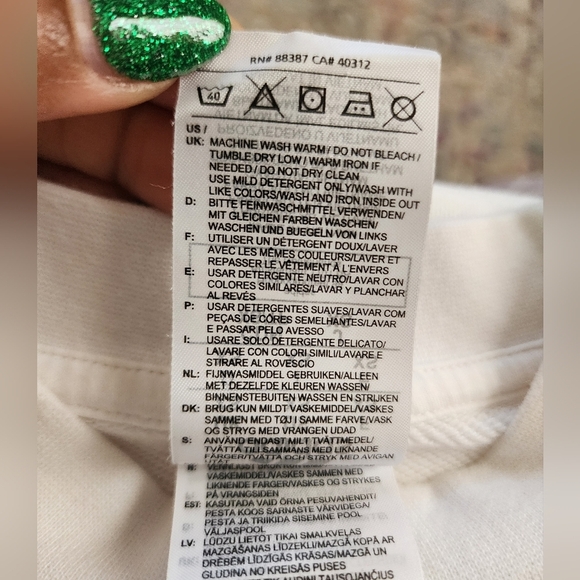 RN# 88387 CA# 40312
40
US /
UK: MACHINE WASH WARM / DO NOT BLEACH /
TUMBLE DRY LOW / WARM IRON IF
NEEDED / DO NOT DRY CLEAN
USE MILD DETERGENT ONLY/WASH WITH
LIKE COLORS/WASH AND IRON INSIDE OUT
D: BITTE FEINWASCHMITTEL VERWENDEN/
MIT GLEICHEN FARBEN WASCHEN/
WASCHEN UND BUEGELN VON LINKS
F: UTILISER UN DÉTERGENT DOUX/LAVER
AVEC LES MÊMES COULEURS/LAVER ET
REPASSER LE VÊTEMENT À L'ENVERS
E: USAR DETERGENTE NEUTRO/LAVAR CON
COLORES SIMILARES/LAVAR Y PLANCHAR
AL REVÉS
P: USAR DETERGENTES SUAVES/LAVAR COM
PEÇAS DE CÔRES SEMELHANTES/LAVAR
E PASSAR PELO AVESSO
I: USARE SOLO DETERGENTE DELICATO/
LAVARE CON COLORI SIMILI/LAVARE E
STIRARE AL ROVESCIO
NL: FIJNWASMIDDEL GEBRUIKEN/ALLEEN
MET DEZELFDE KLEUREN WASSEN/
BINNENSTEBUITEN WASSEN EN STRIJKEN
DK: BRUG KUN MILDT VASKEMIDDEL/VASKES
SAMMEN MED TØJ I SAMME FARVE/VASK
OG STRYG MED VRANGEN UDAD
S: ANVÄND ENDAST MILT TVÄTTMEDEL/
TVÄTTA TILL SAMMANS MED LIKNANDE
FÄRGER/TVÄTTA OCH STRYK MED AVIGAN
VASKEMIDDEL/VASKES SAMMEN MED
LIKNENDE FARGER/VASKES OG STRYKES
PÅ VRANGSIDEN
EST: KASUTADA VAID ÕRNA PESUVAHENDIT/
PESTA KOOS SARNASTE VÄRVIDEGA/
PESTA JA TRIIKIDA SISEMINE POOL
VÄLJASPOOL
LV: LŪDZU LIETOT TIKAI SMALKVEĻAS
MAZGĀŠANAS LĪDZEKLI/MAZGĀ KOPĀ AR
DRĒBĒM LĪDZĪGĀS KRĀSĀS/MAZGĀ UN
GLUDINA NO KREISĀS PUSES